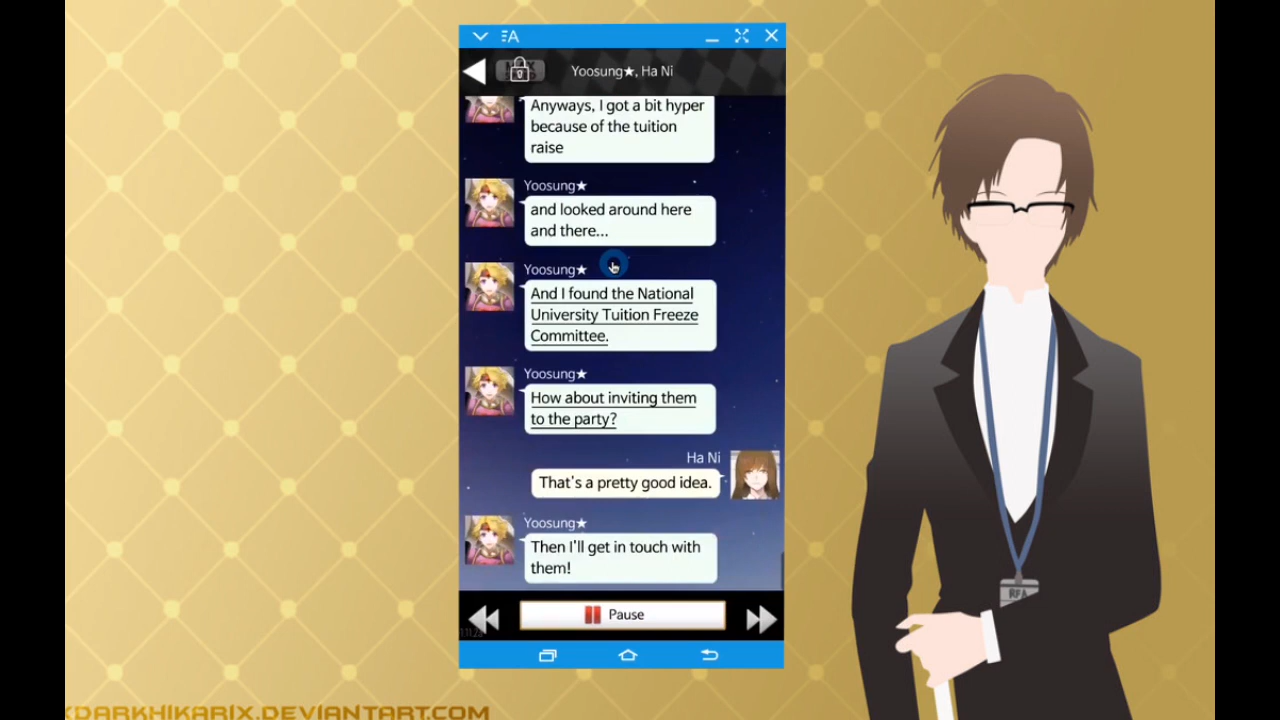 Yoosung★, Ha Ni
Anyways, I got a bit hyper
because of the tuition
raise
Yoosung★
and looked around here
and there...
Yoosung★
And I found the National
University Tuition Freeze
Committee.
Yoosung★
How about inviting them
to the party?
Ha Ni
That's a pretty good idea.
Yoosung★
Then I'll get in touch with
them!
Pause
RFA
XDARKHIKARIX.DEVIANTART.COM